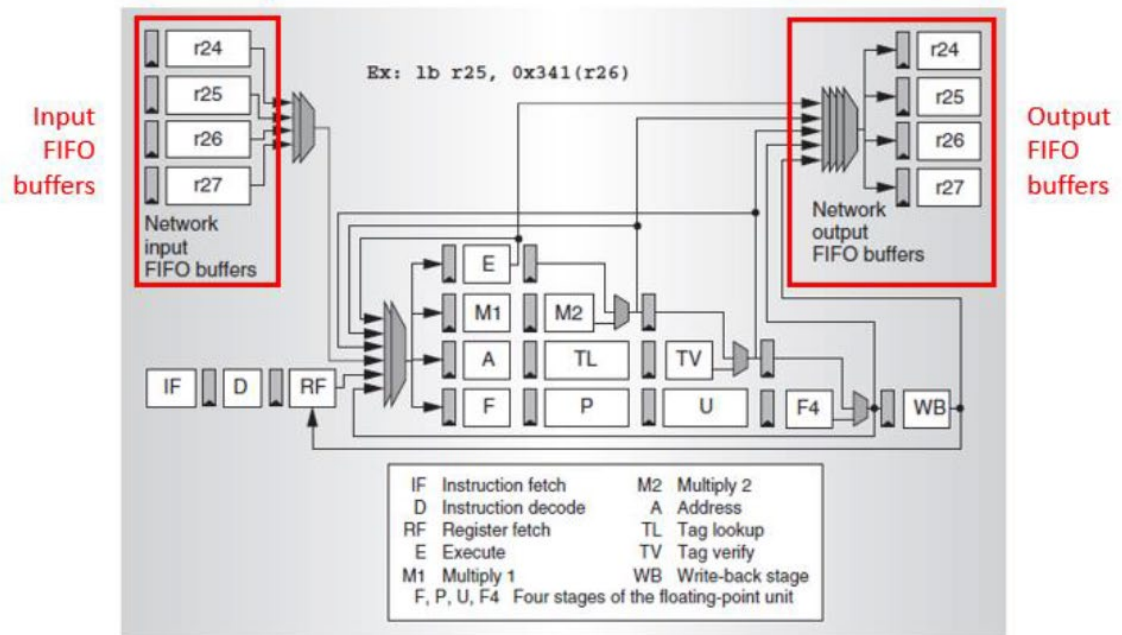 r24
r25
r26
r27
Network
input
FIFO buffers
Input
FIFO
buffers
Ex: lb r25, 0x341(r26)
r24
r25
r26
r27
Network
output
FIFO buffers
Output
FIFO
buffers
E
M1 M2
A TL TV
IF D RF F P U F4 WB
IF Instruction fetch M2 Multiply 2
D Instruction decode A Address
RF Register fetch TL Tag lookup
E Execute TV Tag verify
M1 Multiply 1 WB Write-back stage
F, P, U, F4 Four stages of the floating-point unit